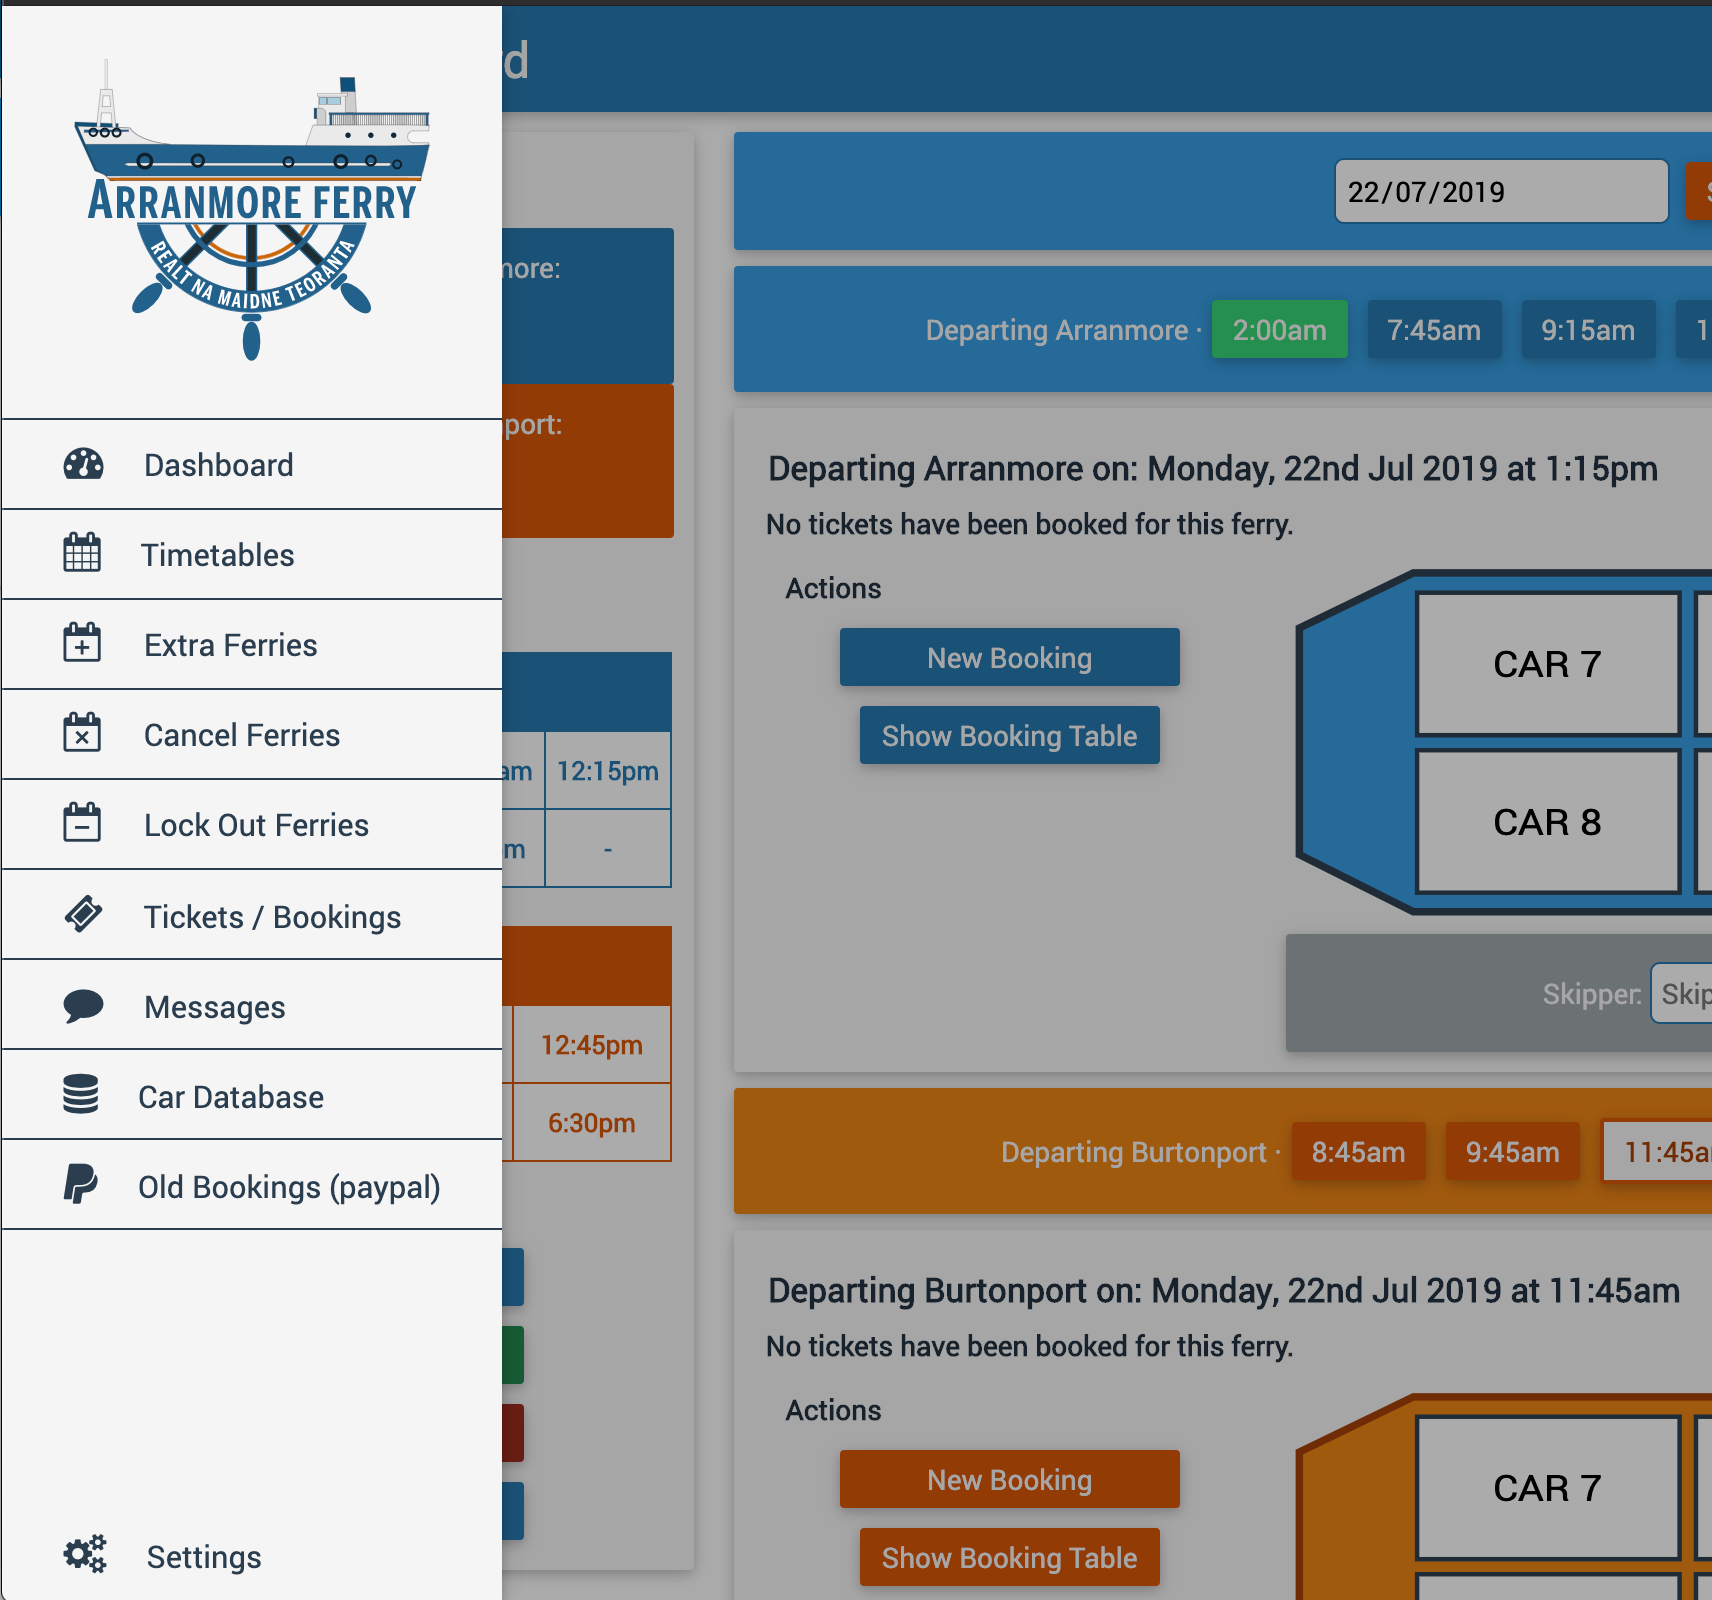 ARRANMORE FERRY
REALT NA MAIDNE TEORANTA
Dashboard
Timetables
Extra Ferries
Cancel Ferries
Lock Out Ferries
Tickets / Bookings
Messages
Car Database
Old Bookings (paypal)
Settings
12:15pm
-
12:45pm
6:30pm
22/07/2019
Departing Arranmore · 2:00am 7:45am 9:15am
Departing Arranmore on: Monday, 22nd Jul 2019 at 1:15pm
No tickets have been booked for this ferry.
Actions
New Booking
Show Booking Table
CAR 7
CAR 8
Skipper:
Departing Burtonport · 8:45am 9:45am 11:45a
Departing Burtonport on: Monday, 22nd Jul 2019 at 11:45am
No tickets have been booked for this ferry.
Actions
New Booking
Show Booking Table
CAR 7